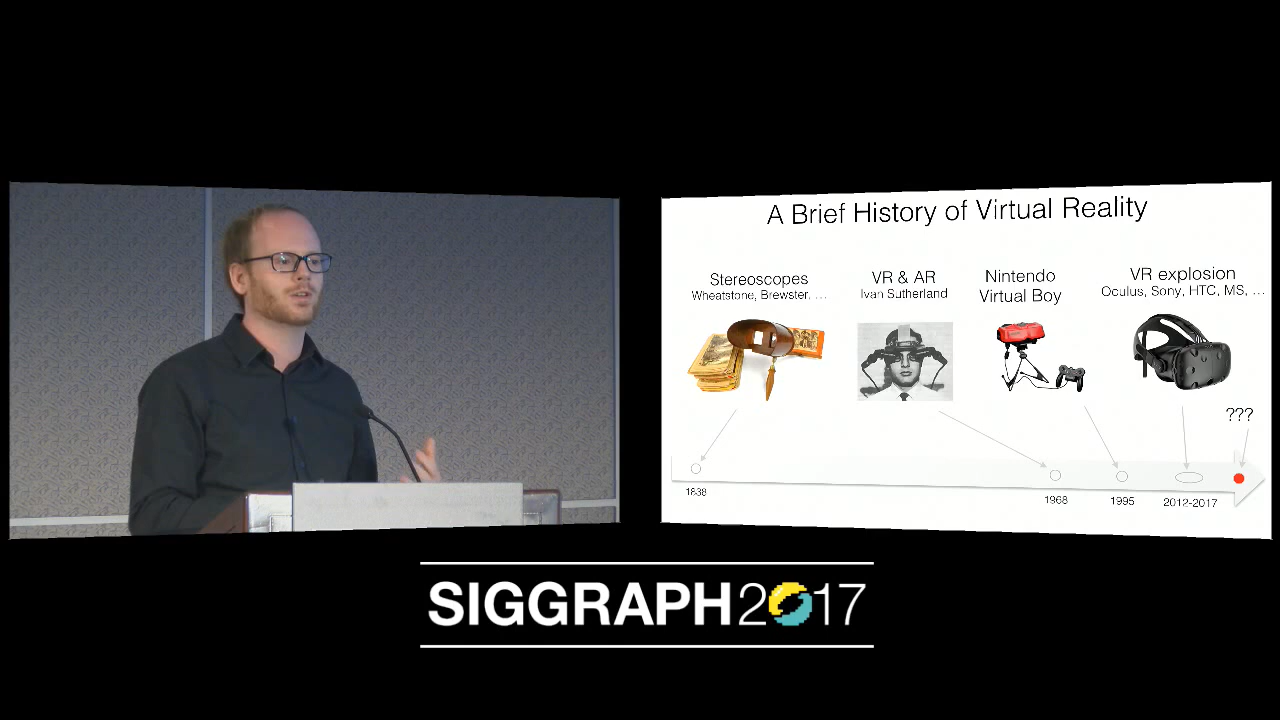 A Brief History of Virtual Reality
Stereoscopes
Wheatstone, Brewster, ...
VR & AR
Ivan Sutherland
Nintendo
Virtual Boy
VR explosion
Oculus, Sony, HTC, MS, ...
???
1838
1968
1995
2012-2017
SIGGRAPH2017